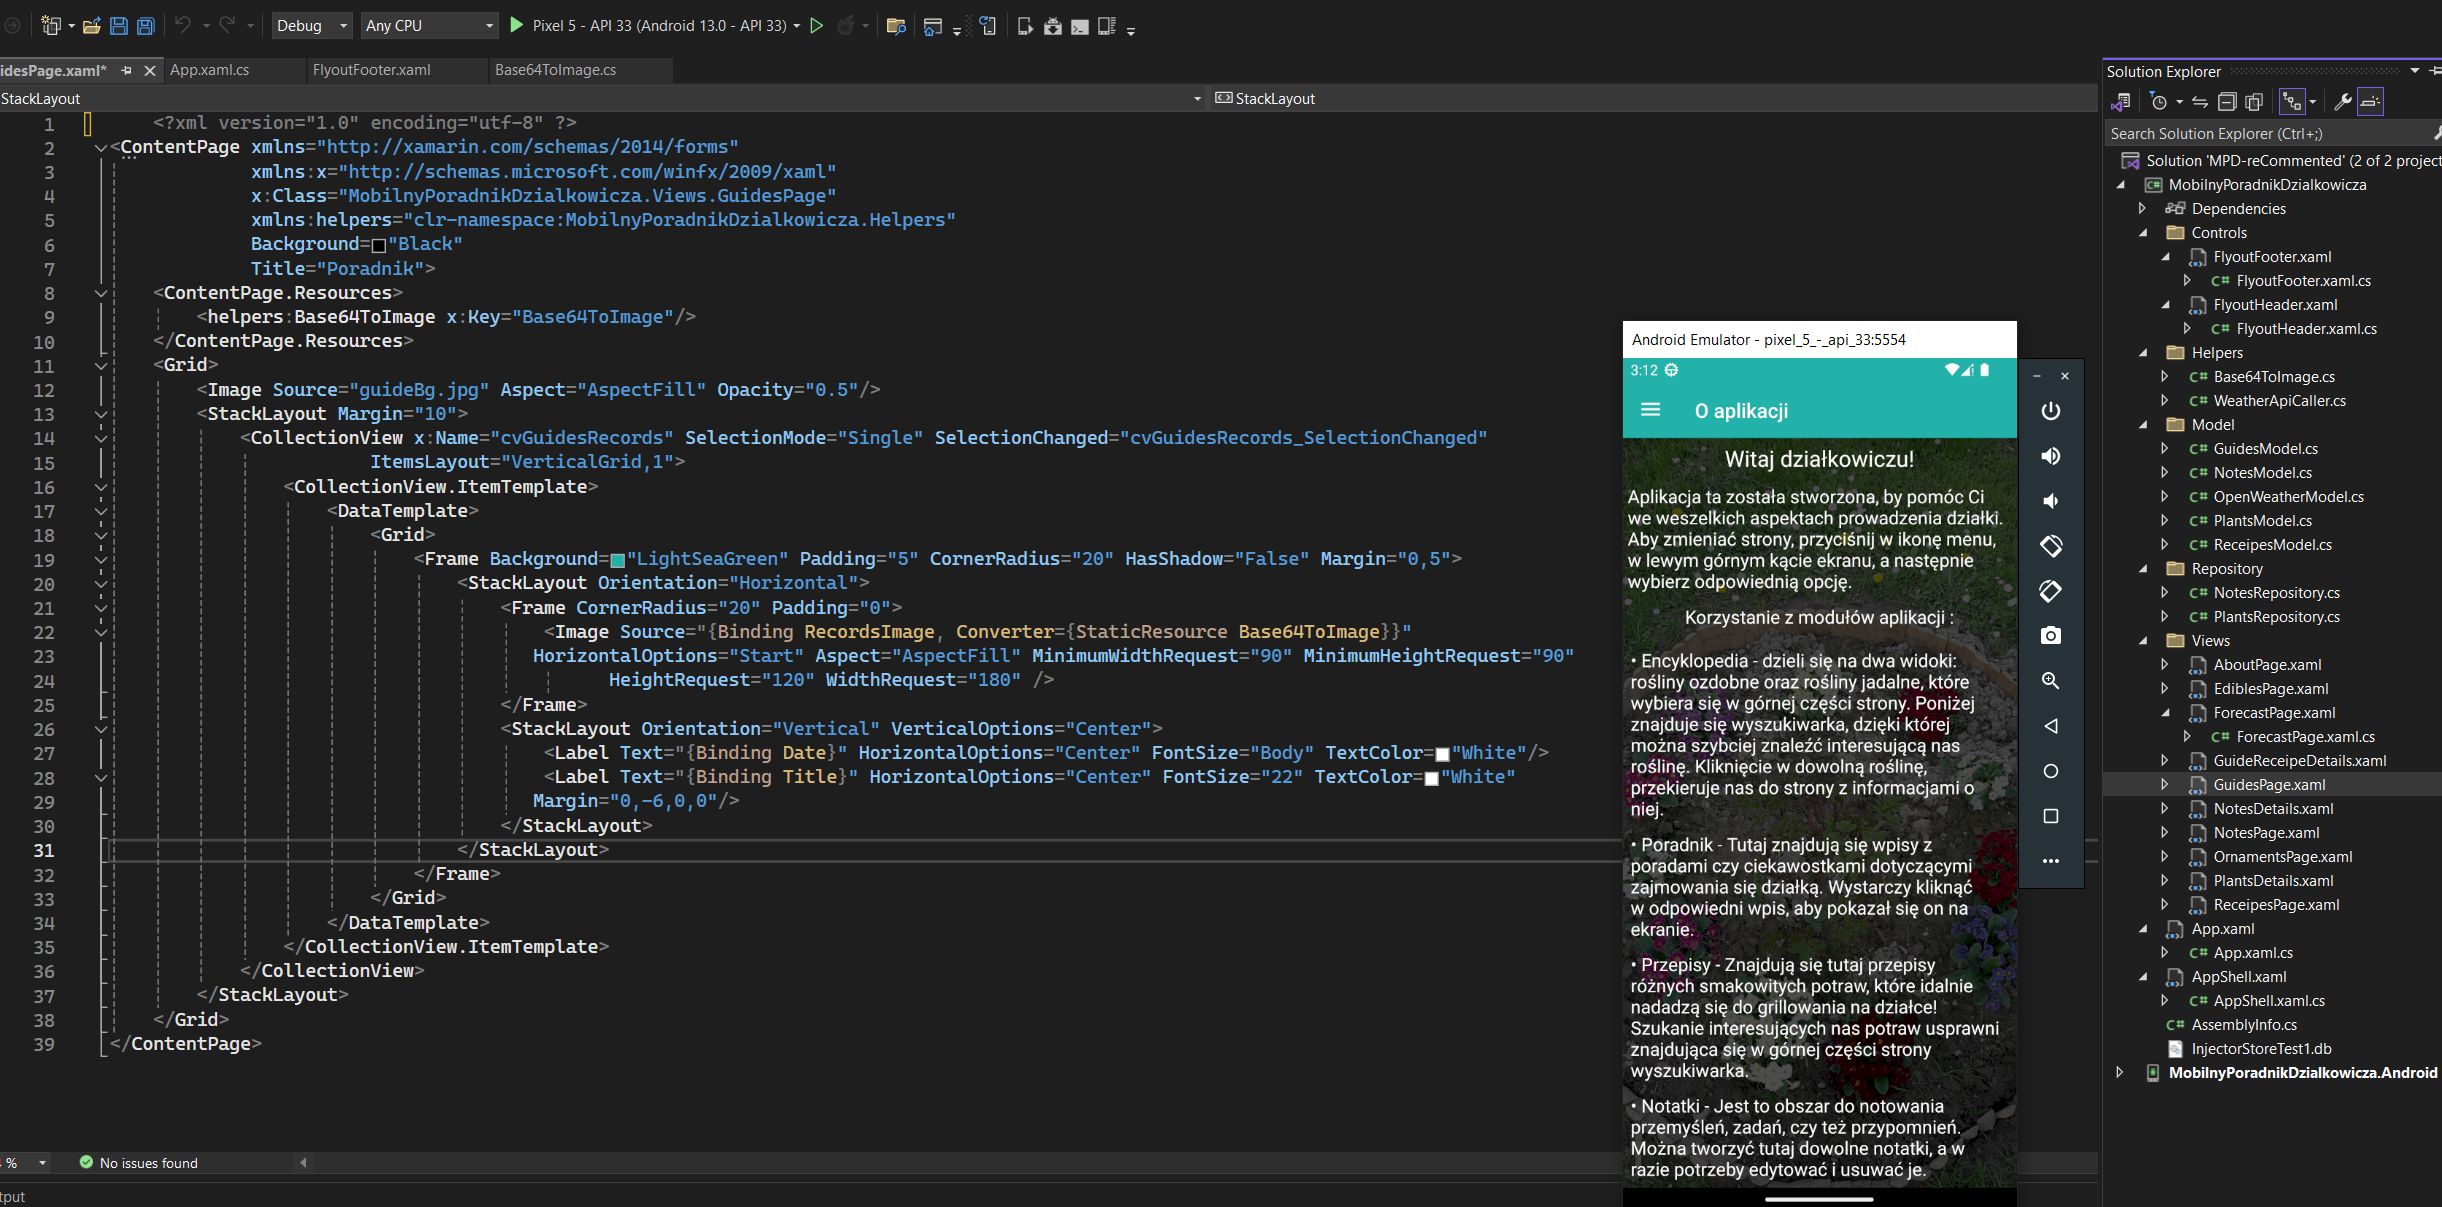 Debug
Any CPU
Pixel 5 - API 33 (Android 13.0 - API 33)
idesPage.xaml*
App.xaml.cs
FlyoutFooter.xaml
Base64ToImage.cs
StackLayout
StackLayout
1 <?xml version="1.0" encoding="utf-8" ?>
2 <ContentPage xmlns="http://xamarin.com/schemas/2014/forms"
3 xmlns:x="http://schemas.microsoft.com/winfx/2009/xaml"
4 x:Class="MobilnyPoradnikDzialkowicza.Views.GuidesPage"
5 xmlns:helpers="clr-namespace:MobilnyPoradnikDzialkowicza.Helpers"
6 Background="Black"
7 Title="Poradnik">
8 <ContentPage.Resources>
9 <helpers:Base64ToImage x:Key="Base64ToImage"/>
10 </ContentPage.Resources>
11 <Grid>
12 <Image Source="guideBg.jpg" Aspect="AspectFill" Opacity="0.5"/>
13 <StackLayout Margin="10">
14 <CollectionView x:Name="cvGuidesRecords" SelectionMode="Single" SelectionChanged="cvGuidesRecords_SelectionChanged"
15 ItemsLayout="VerticalGrid,1">
16 <CollectionView.ItemTemplate>
17 <DataTemplate>
18 <Grid>
19 <Frame Background="LightSeaGreen" Padding="5" CornerRadius="20" HasShadow="False" Margin="0,5">
20 <StackLayout Orientation="Horizontal">
21 <Frame CornerRadius="20" Padding="0">
22 <Image Source="{Binding RecordsImage, Converter={StaticResource Base64ToImage}}"
23 HorizontalOptions="Start" Aspect="AspectFill" MinimumWidthRequest="90" MinimumHeightRequest="90"
24 HeightRequest="120" WidthRequest="180" />
25 </Frame>
26 <StackLayout Orientation="Vertical" VerticalOptions="Center">
27 <Label Text="{Binding Date}" HorizontalOptions="Center" FontSize="Body" TextColor="White"/>
28 <Label Text="{Binding Title}" HorizontalOptions="Center" FontSize="22" TextColor="White"
29 Margin="0,-6,0,0"/>
30 </StackLayout>
31 </StackLayout>
32 </Frame>
33 </Grid>
34 </DataTemplate>
35 </CollectionView.ItemTemplate>
36 </CollectionView>
37 </StackLayout>
38 </Grid>
39 </ContentPage>
%
No issues found
tput
Android Emulator - pixel_5_-_api_33:5554
3:12
O aplikacji
Witaj działkowiczu!
Aplikacja ta została stworzona, by pomóc Ci
we weszelkich aspektach prowadzenia działki.
Aby zmieniać strony, przyciśnij w ikonę menu,
w lewym górnym kącie ekranu, a następnie
wybierz odpowiednią opcję.
Korzystanie z modułów aplikacji :
• Encyklopedia - dzieli się na dwa widoki:
rośliny ozdobne oraz rośliny jadalne, które
wybiera się w górnej części strony. Poniżej
znajduje się wyszukiwarka, dzięki której
można szybciej znaleźć interesującą nas
roślinę. Kliknięcie w dowolną roślinę,
przekieruje nas do strony z informacjami o
niej.
• Poradnik - Tutaj znajdują się wpisy z
poradami czy ciekawostkami dotyczącymi
zajmowania się działką. Wystarczy kliknąć
w odpowiedni wpis, aby pokazał się on na
ekranie.
• Przepisy - Znajdują się tutaj przepisy
różnych smakowitych potraw, które idalnie
nadadzą się do grillowania na działce!
Szukanie interesujących nas potraw usprawni
znajdująca się w górnej części strony
wyszukiwarka.
• Notatki - Jest to obszar do notowania
przemyśleń, zadań, czy też przypomnień.
Można tworzyć tutaj dowolne notatki, a w
razie potrzeby edytować i usuwać je.
Solution Explorer
Search Solution Explorer (Ctrl+;)
Solution 'MPD-reCommented' (2 of 2 project
MobilnyPoradnikDzialkowicza
Dependencies
Controls
FlyoutFooter.xaml
C# FlyoutFooter.xaml.cs
FlyoutHeader.xaml
C# FlyoutHeader.xaml.cs
Helpers
C# Base64ToImage.cs
C# WeatherApiCaller.cs
Model
C# GuidesModel.cs
C# NotesModel.cs
C# OpenWeatherModel.cs
C# PlantsModel.cs
C# ReceipesModel.cs
Repository
C# NotesRepository.cs
C# PlantsRepository.cs
Views
AboutPage.xaml
EdiblesPage.xaml
ForecastPage.xaml
C# ForecastPage.xaml.cs
GuideReceipeDetails.xaml
GuidesPage.xaml
NotesDetails.xaml
NotesPage.xaml
OrnamentsPage.xaml
PlantsDetails.xaml
ReceipesPage.xaml
App.xaml
C# App.xaml.cs
AppShell.xaml
C# AppShell.xaml.cs
C# AssemblyInfo.cs
InjectorStoreTest1.db
MobilnyPoradnikDzialkowicza.Android